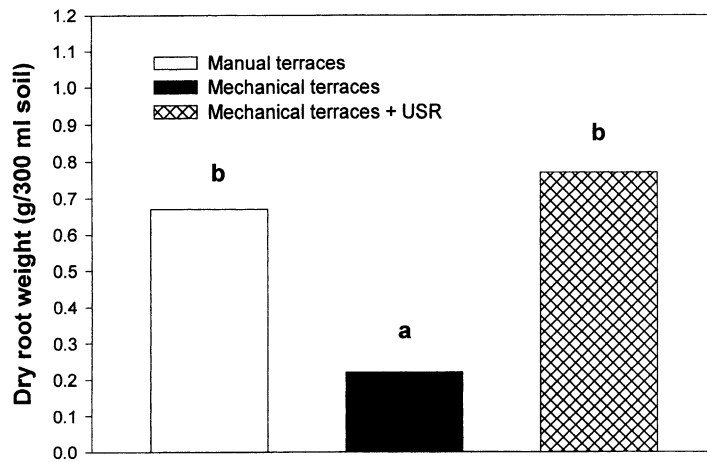 1.2
1.1
1.0
0.9
0.8
0.7
0.6
0.5
0.4
0.3
0.2
0.1
0.0
Dry root weight (g/300 ml soil)
Manual terraces
Mechanical terraces
Mechanical terraces + USR
b
a
b